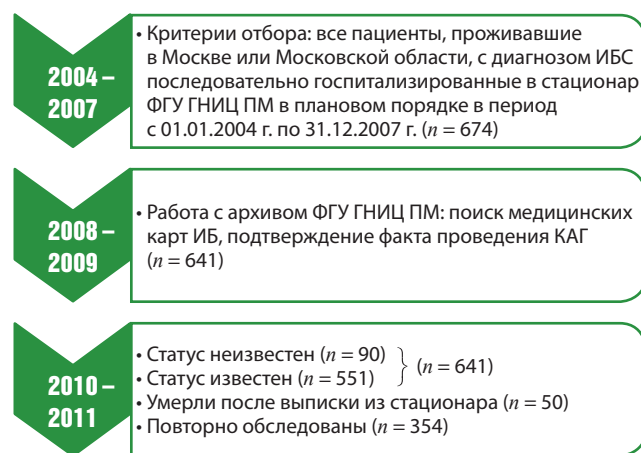 2004 –
2007
• Критерии отбора: все пациенты, проживавшие
в Москве или Московской области, с диагнозом ИБС
последовательно госпитализированные в стационар
ФГУ ГНИЦ ПМ в плановом порядке в период
с 01.01.2004 г. по 31.12.2007 г. (n = 674)
2008 –
2009
• Работа с архивом ФГУ ГНИЦ ПМ: поиск медицинских
карт ИБ, подтверждение факта проведения КАГ
(n = 641)
2010 –
2011
• Статус неизвестен (n = 90)
• Статус известен (n = 551)
} (n = 641)
• Умерли после выписки из стационара (n = 50)
• Повторно обследованы (n = 354)